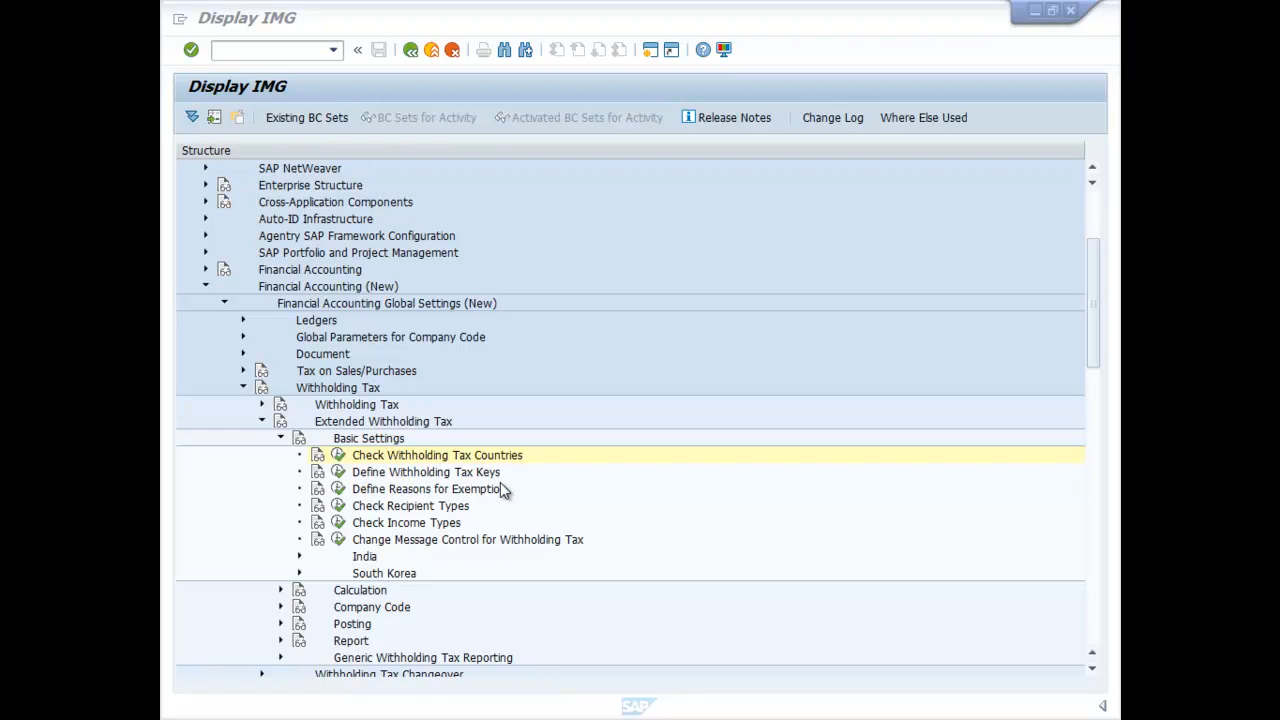 Display IMG
Display IMG
Existing BC Sets BC Sets for Activity Activated BC Sets for Activity Release Notes Change Log Where Else Used
Structure
SAP NetWeaver
Enterprise Structure
Cross-Application Components
Auto-ID Infrastructure
Agentry SAP Framework Configuration
SAP Portfolio and Project Management
Financial Accounting
Financial Accounting (New)
Financial Accounting Global Settings (New)
Ledgers
Global Parameters for Company Code
Document
Tax on Sales/Purchases
Withholding Tax
Withholding Tax
Extended Withholding Tax
Basic Settings
Check Withholding Tax Countries
Define Withholding Tax Keys
Define Reasons for Exemption
Check Recipient Types
Check Income Types
Change Message Control for Withholding Tax
India
South Korea
Calculation
Company Code
Posting
Report
Generic Withholding Tax Reporting
Withholding Tax Changeover
SAP